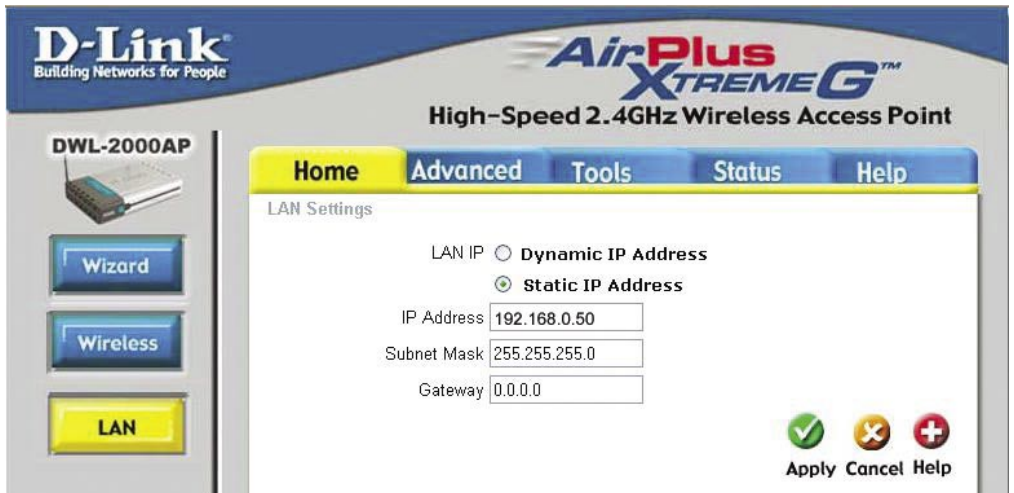 D-Link
Building Networks for People
AirPlus
XTREME G™
High-Speed 2.4GHz Wireless Access Point
DWL-2000AP
Home Advanced Tools Status Help
LAN Settings
Wizard
Wireless
LAN
LAN IP Dynamic IP Address
Static IP Address
IP Address 192.168.0.50
Subnet Mask 255.255.255.0
Gateway 0.0.0.0
Apply Cancel Help